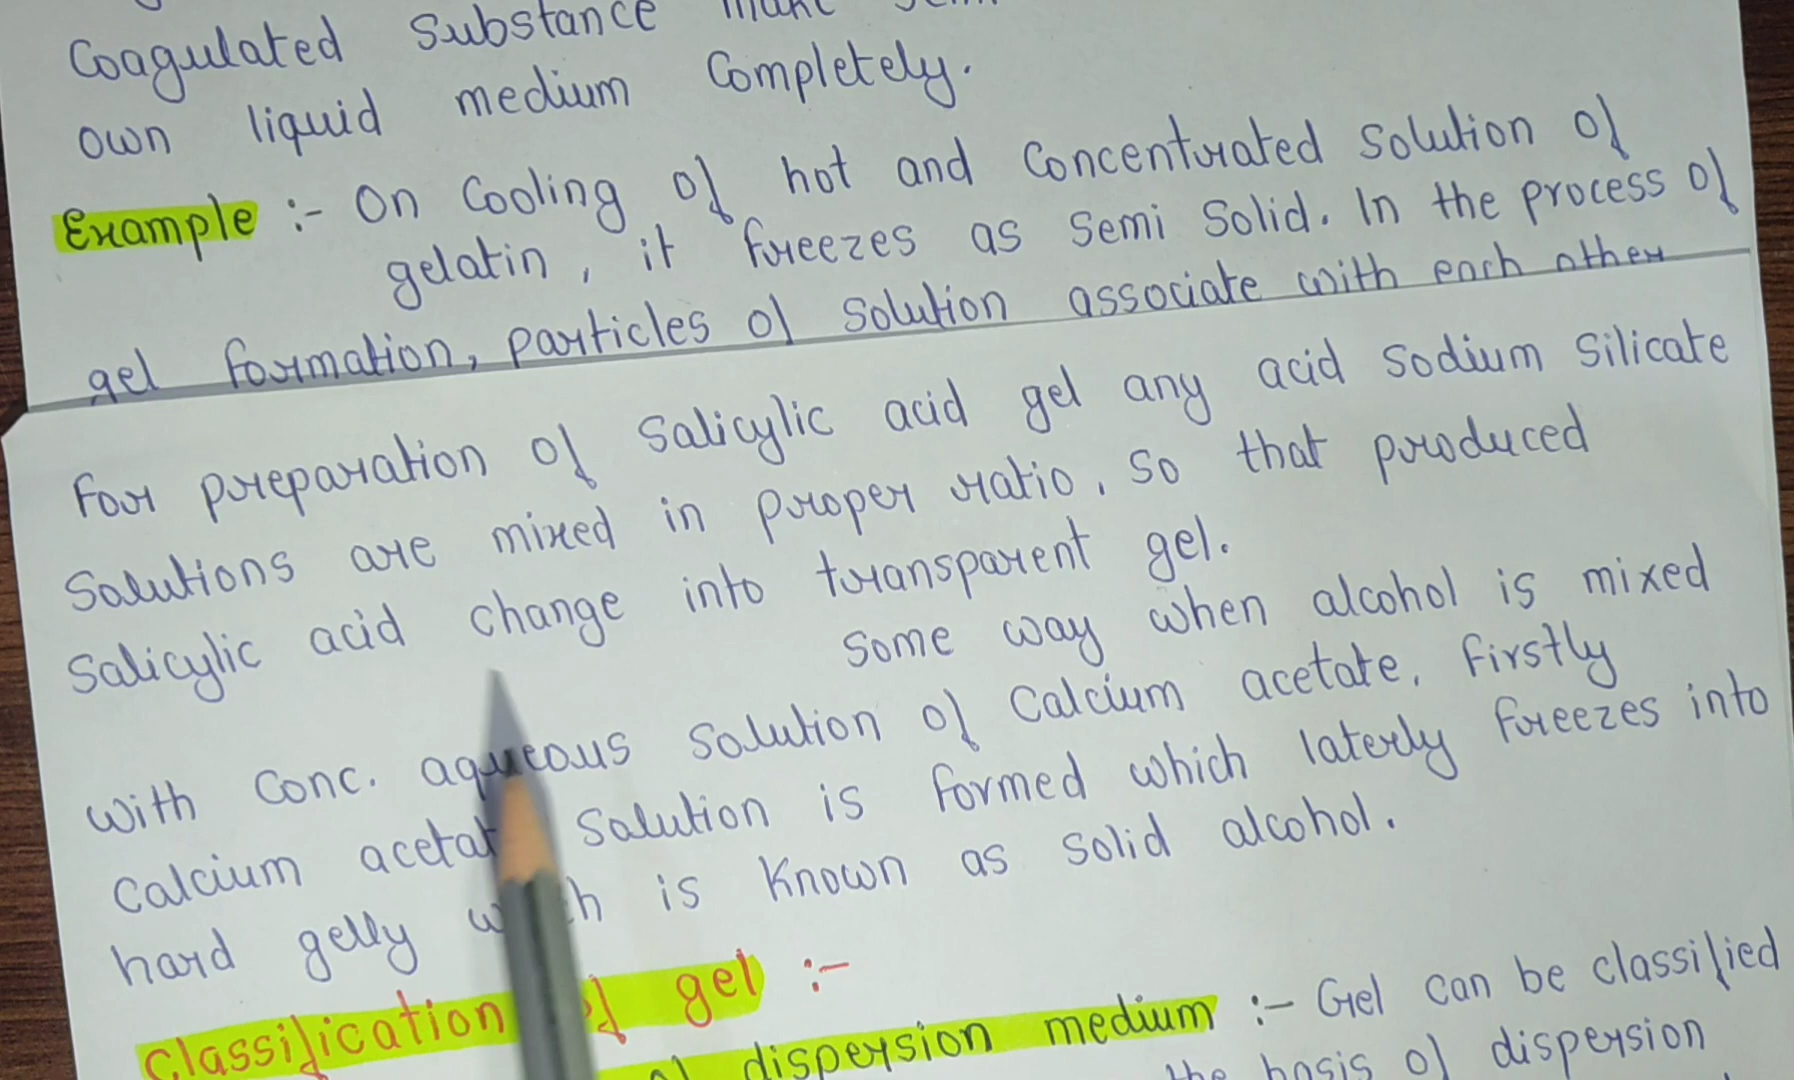 Coagulated substance
own liquid medium Completely.
Example :- On Cooling of hot and Concentrated solution of
gelatin, it freezes as Semi Solid. In the process of
gel formation, particles of solution associate with each other
For preparation of Salicylic acid gel any acid Sodium Silicate
Solutions are mixed in proper ratio, So that produced
Salicylic acid change into transparent gel.
Some way when alcohol is mixed
with Conc. aqueous solution of Calcium acetate, firstly
Calcium acetat solution is formed which laterly freezes into
hard gelly is known as solid alcohol.
Classification of gel :-
dispersion medium :- Gel can be classified
the basis of dispersion